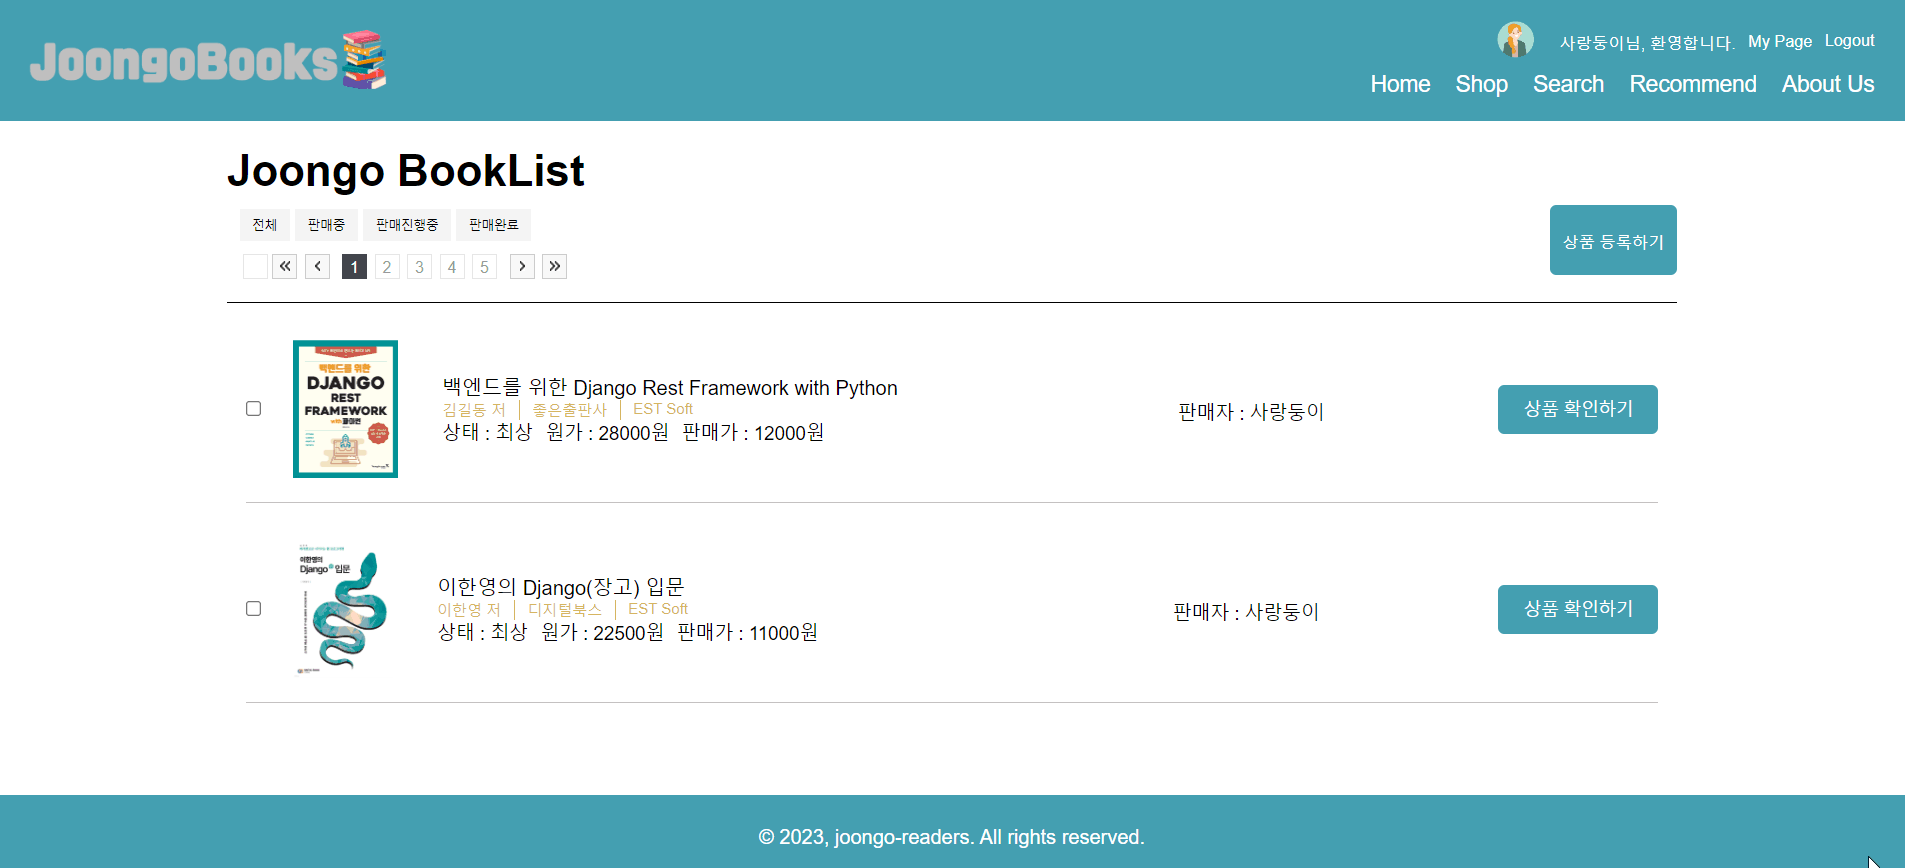 JoongoBooks
사랑둥이님, 환영합니다. My Page Logout
Home Shop Search Recommend About Us
Joongo BookList
전체 판매중 판매진행중 판매완료
상품 등록하기
« ‹ 1 2 3 4 5 › »
백엔드를 위한
DJANGO
REST
FRAMEWORK
with 파이썬
백엔드를 위한 Django Rest Framework with Python
김길동 저 | 좋은출판사 | EST Soft
상태 : 최상 원가 : 28000원 판매가 : 12000원
판매자 : 사랑둥이
상품 확인하기
이한영의
Django 입문
이한영의 Django(장고) 입문
이한영 저 | 디지털북스 | EST Soft
상태 : 최상 원가 : 22500원 판매가 : 11000원
판매자 : 사랑둥이
상품 확인하기
© 2023, joongo-readers. All rights reserved.